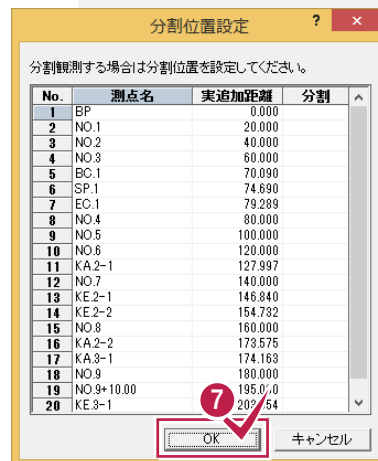 分割位置設定 ? ×
分割観測する場合は分割位置を設定してください。
No. 測点名 実追加距離 分割
1 BP 0.000
2 NO.1 20.000
3 NO.2 40.000
4 NO.3 60.000
5 BC.1 70.090
6 SP.1 74.690
7 EC.1 79.289
8 NO.4 80.000
9 NO.5 100.000
10 NO.6 120.000
11 KA.2-1 127.997
12 NO.7 140.000
13 KE.2-1 146.840
14 KE.2-2 154.732
15 NO.8 160.000
16 KA.2-2 173.575
17 KA.3-1 174.163
18 NO.9 180.000
19 NO.9+10.00
20 KE.3-1
7
OK キャンセル